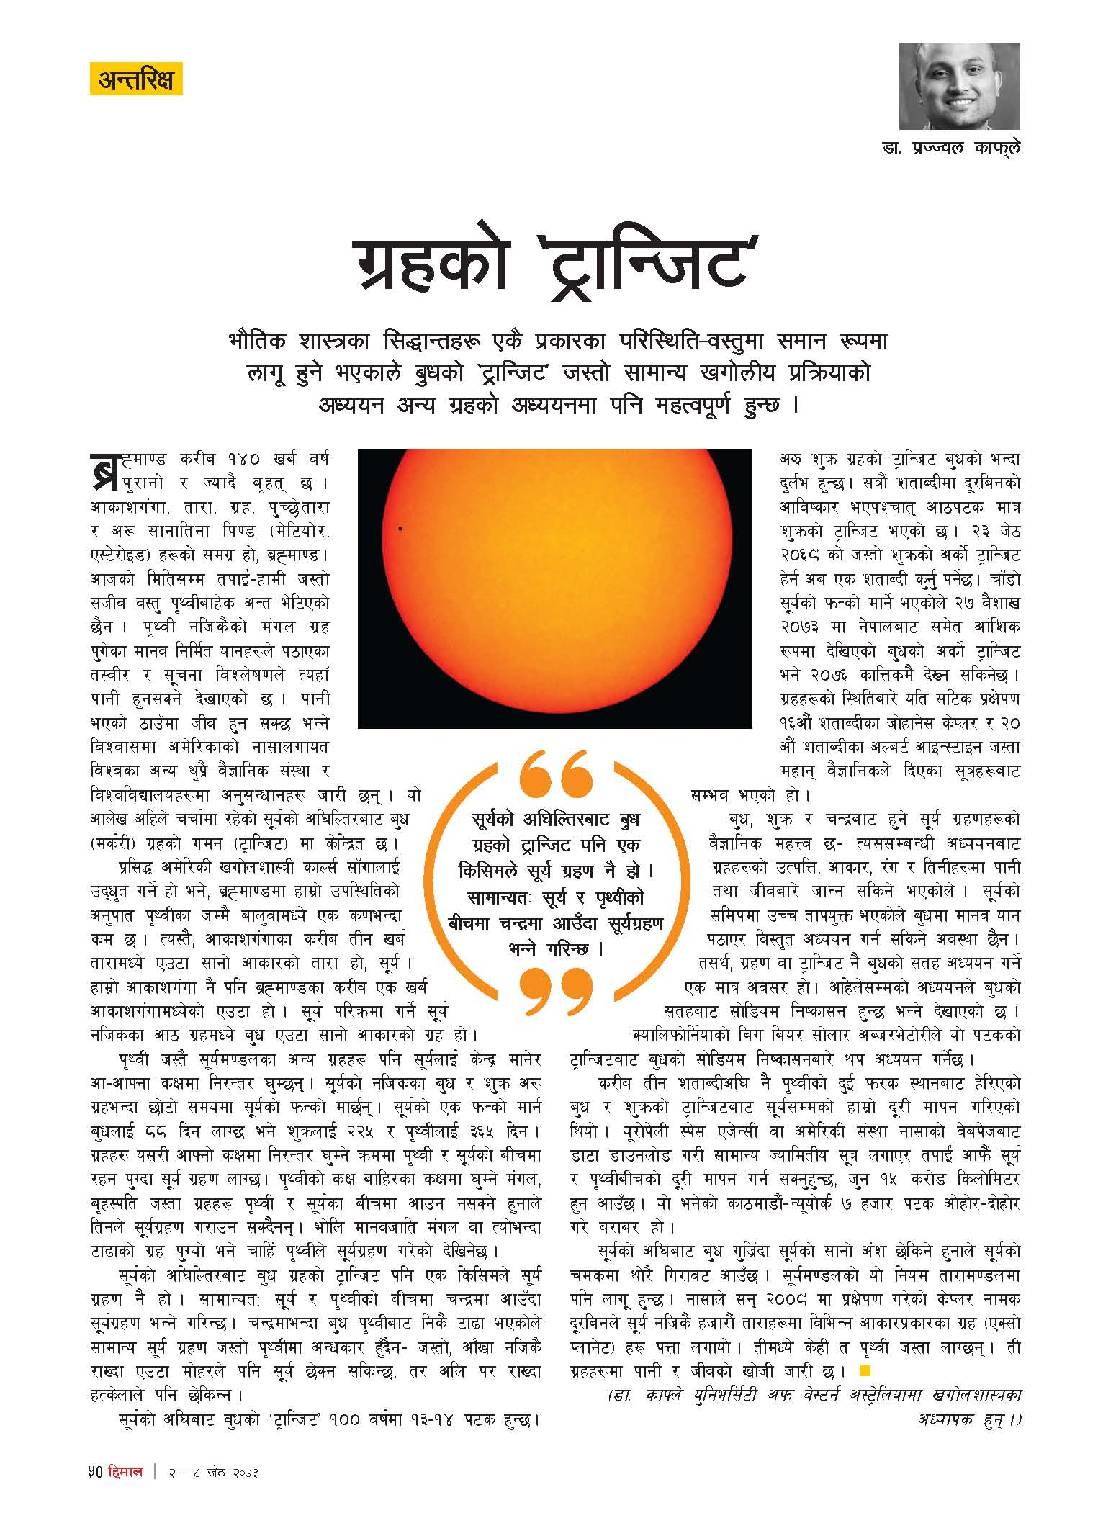 अन्तरिक्ष
डा. प्रज्ज्वल काफ्ले
ग्रहको 'ट्रान्जिट'
भौतिक शास्त्रका सिद्धान्तहरू एकै प्रकारका परिस्थिति-वस्तुमा समान रूपमा
लागू हुने भएकाले बुधको 'ट्रान्जिट' जस्तो सामान्य खगोलीय प्रक्रियाको
अध्ययन अन्य ग्रहको अध्ययनमा पनि महत्वपूर्ण हुन्छ ।
ब्रह्माण्ड करीब १४० खर्ब वर्ष
पुरानो र ज्यादै बृहत् छ ।
आकाशगंगा, तारा, ग्रह, पुच्छ्रेतारा
र अरू सानातिना पिण्ड (मेटियोर,
एस्टेरोइड) हरूको समग्र हो, ब्रह्माण्ड ।
आजको मितिसम्म तपाईं-हामी जस्तो
सजीव वस्तु पृथ्वीबाहेक अन्त भेटिएको
छैन । पृथ्वी नजिकैको मंगल ग्रह
पुगेका मानव निर्मित यानहरूले पठाएका
तस्वीर र सूचना विश्लेषणले त्यहाँ
पानी हुनसक्ने देखाएको छ । पानी
भएको ठाउँमा जीव हुन सक्छ भन्ने
विश्वासमा अमेरिकाको नासालगायत
विश्वका अन्य थुप्रै वैज्ञानिक संस्था र
विश्वविद्यालयहरूमा अनुसन्धानहरू जारी छन् । यो
आलेख अहिले चर्चामा रहेको सूर्यको अघिल्तिरबाट बुध
(मर्करी) ग्रहको गमन (ट्रान्जिट) मा केन्द्रित छ ।
प्रसिद्ध अमेरिकी खगोलशास्त्री कार्ल्स साँगालाई
उद्धृत गर्ने हो भने, ब्रह्माण्डमा हाम्रो उपस्थितिको
अनुपात पृथ्वीका जम्मै बालुवामध्ये एक कणभन्दा
कम छ । त्यस्तै, आकाशगंगाका करीब तीन खर्ब
तारामध्ये एउटा सानो आकारको तारा हो, सूर्य ।
हाम्रो आकाशगंगा नै पनि ब्रह्माण्डका करीब एक खर्ब
आकाशगंगामध्येको एउटा हो । सूर्य परिक्रमा गर्ने सूर्य
नजिकका आठ ग्रहमध्ये बुध एउटा सानो आकारको ग्रह हो ।
पृथ्वी जस्तै सूर्यमण्डलका अन्य ग्रहहरू पनि सूर्यलाई केन्द्र मानेर
आ-आफ्ना कक्षमा निरन्तर घुम्छन् । सूर्यको नजिकका बुध र शुक्र अरू
ग्रहभन्दा छोटो समयमा सूर्यको फन्को मार्छन् । सूर्यको एक फन्को मार्न
बुधलाई ८८ दिन लाग्छ भने शुक्रलाई २२५ र पृथ्वीलाई ३६५ दिन ।
ग्रहहरू यसरी आफ्नो कक्षमा निरन्तर घुम्ने क्रममा पृथ्वी र सूर्यको बीचमा
रहन पुग्दा सूर्य ग्रहण लाग्छ । पृथ्वीको कक्ष बाहिरका कक्षमा घुम्ने मंगल,
बृहस्पति जस्ता ग्रहहरू पृथ्वी र सूर्यका बीचमा आउन नसक्ने हुनाले
तिनले सूर्यग्रहण गराउन सक्दैनन् । भोलि मानवजाति मंगल वा त्योभन्दा
टाढाको ग्रह पुग्यो भने चाहिं पृथ्वीले सूर्यग्रहण गरेको देखिनेछ ।
सूर्यको अघिल्तिरबाट बुध ग्रहको ट्रान्जिट पनि एक किसिमले सूर्य
ग्रहण नै हो । सामान्यतः सूर्य र पृथ्वीको बीचमा चन्द्रमा आउँदा
सूर्यग्रहण भन्ने गरिन्छ । चन्द्रमाभन्दा बुध पृथ्वीबाट निकै टाढा भएकोले
सामान्य सूर्य ग्रहण जस्तो पृथ्वीमा अन्धकार हुँदैन- जस्तो, आँखा नजिकै
राख्दा एउटा मोहरले पनि सूर्य छेक्न सकिन्छ, तर अलि पर राख्दा
हत्केलाले पनि छेकिन्न ।
सूर्यको अघिबाट बुधको 'ट्रान्जिट' १०० वर्षमा १३-१४ पटक हुन्छ ।
सूर्यको अघिल्तिरबाट बुध
ग्रहको ट्रान्जिट पनि एक
किसिमले सूर्य ग्रहण नै हो ।
सामान्यतः सूर्य र पृथ्वीको
बीचमा चन्द्रमा आउँदा सूर्यग्रहण
भन्ने गरिन्छ ।
अझ शुक्र ग्रहको ट्रान्जिट बुधको भन्दा
दुर्लभ हुन्छ । सत्रौं शताब्दीमा दूरबिनको
आविष्कार भएपश्चात् आठपटक मात्र
शुक्रको ट्रान्जिट भएको छ । २३ जेठ
२०६९ को जस्तो शुक्रको अर्को ट्रान्जिट
हेर्न अब एक शताब्दी कुर्नु पर्नेछ । चाँडो
सूर्यको फन्को मार्ने भएकोले २७ वैशाख
२०७३ मा नेपालबाट समेत आंशिक
रूपमा देखिएको बुधको अर्को ट्रान्जिट
भने २०७६ कात्तिकमै देख्न सकिनेछ ।
ग्रहहरूको स्थितिबारे यति सटिक प्रक्षेपण
१६औं शताब्दीका जोहानेस केप्लर र २०
औं शताब्दीका अल्बर्ट आइन्स्टाइन जस्ता
महान् वैज्ञानिकले दिएका सूत्रहरूबाट
सम्भव भएको हो ।
बुध, शुक्र र चन्द्रबाट हुने सूर्य ग्रहणहरूको
वैज्ञानिक महत्त्व छ- त्यससम्बन्धी अध्ययनबाट
ग्रहहरूको उत्पत्ति, आकार, रंग र तिनीहरूमा पानी
तथा जीवबारे जान्न सकिने भएकोले । सूर्यको
समिपमा उच्च तापयुक्त भएकोले बुधमा मानव यान
पठाएर विस्तृत अध्ययन गर्न सकिने अवस्था छैन ।
तसर्थ, ग्रहण वा ट्रान्जिट नै बुधको सतह अध्ययन गर्ने
एक मात्र अवसर हो । अहिलेसम्मको अध्ययनले बुधको
सतहबाट सोडियम निष्कासन हुन्छ भन्ने देखाएको छ ।
क्यालिफोर्नियाको बिग बियर सोलार अब्जरभेटोरीले यो पटकको
ट्रान्जिटबाट बुधको सोडियम निष्कासनबारे थप अध्ययन गर्नेछ ।
करीब तीन शताब्दीअघि नै पृथ्वीको दुई फरक स्थानबाट हेरिएको
बुध र शुक्रको ट्रान्जिटबाट सूर्यसम्मको हाम्रो दूरी मापन गरिएको
थियो । यूरोपेली स्पेस एजेन्सी वा अमेरिकी संस्था नासाको वेबपेजबाट
डाटा डाउनलोड गरी सामान्य ज्यामितीय सूत्र लगाएर तपाईं आफैं सूर्य
र पृथ्वीबीचको दूरी मापन गर्न सक्नुहुन्छ, जुन १५ करोड किलोमिटर
हुन आउँछ । यो भनेको काठमाडौं-न्यूयोर्क ७ हजार पटक ओहोर-दोहोर
गरे बराबर हो ।
सूर्यको अघिबाट बुध गुज्रिंदा सूर्यको सानो अंश छेकिने हुनाले सूर्यको
चमकमा थोरै गिरावट आउँछ । सूर्यमण्डलको यो नियम तारामण्डलमा
पनि लागू हुन्छ । नासाले सन् २००९ मा प्रक्षेपण गरेको केप्लर नामक
दूरबिनले सूर्य नजिकै हजारौं ताराहरूमा विभिन्न आकारप्रकारका ग्रह (एक्सो
प्लानेट) हरू पत्ता लगायो । तीमध्ये केही त पृथ्वी जस्ता लाग्छन् । ती
ग्रहहरूमा पानी र जीवको खोजी जारी छ ।
(डा. काफ्ले युनिभर्सिटी अफ वेस्टर्न अस्ट्रेलियामा खगोलशास्त्रका
अध्यापक हुन् ।)
५० हिमाल | २ - ८ जेठ २०७३